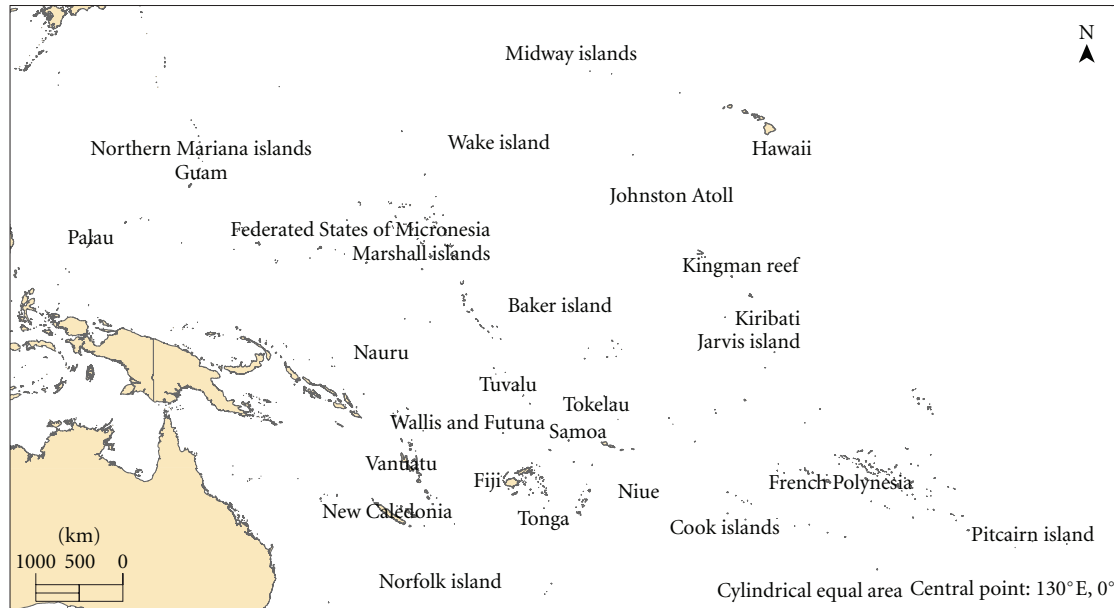 Midway islands
N
Wake island
Northern Mariana islands
Guam
Hawaii
Johnston Atoll
Federated States of Micronesia
Palau
Marshall islands
Kingman reef
Baker island
Kiribati
Jarvis island
Nauru
Tuvalu
Tokelau
Wallis and Futuna
Samoa
Vanuatu
Fiji
French Polynesia
Niue
New Caledonia
Tonga
Cook islands
Pitcairn island
(km)
1000 500 0
Norfolk island
Cylindrical equal area Central point: 130°E, 0°